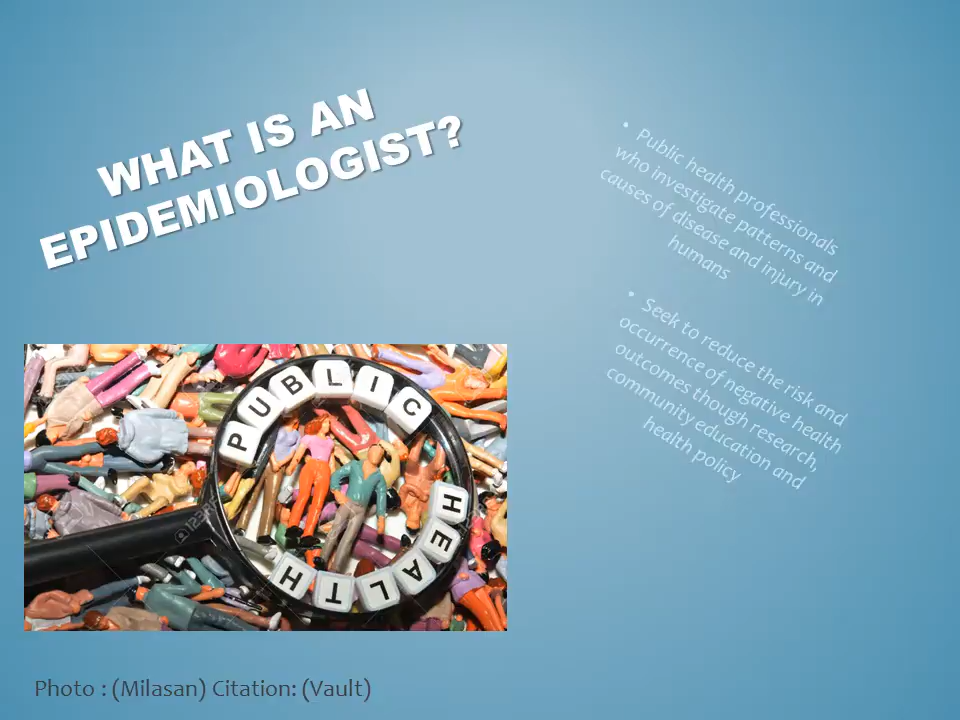 WHAT IS AN
EPIDEMIOLOGIST?
• Public health professionals
who investigate patterns and
causes of disease and injury in
humans
• Seek to reduce the risk and
occurrence of negative health
outcomes though research,
community education and
health policy
PUBLIC
HEALTH
Photo : (Milasan) Citation: (Vault)